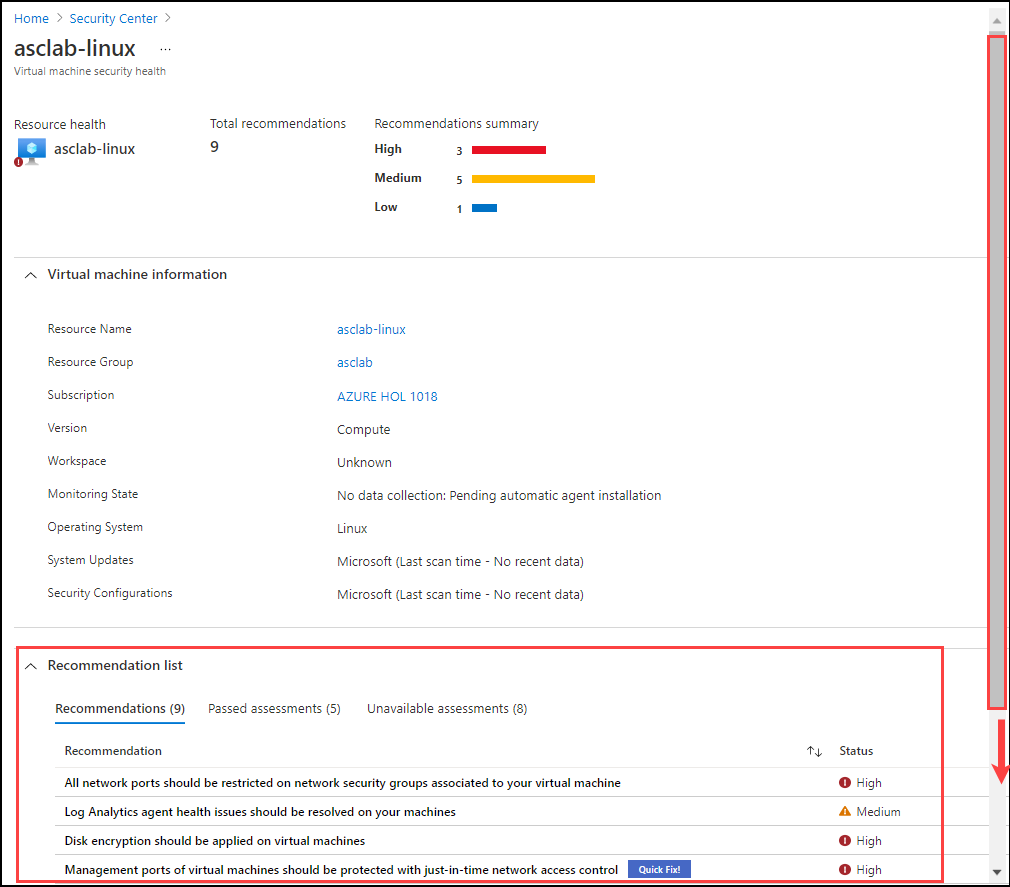 Home > Security Center >
asclab-linux ...
Virtual machine security health
Resource health
asclab-linux
Total recommendations
9
Recommendations summary
High 3
Medium 5
Low 1
Virtual machine information
Resource Name asclab-linux
Resource Group asclab
Subscription AZURE HOL 1018
Version Compute
Workspace Unknown
Monitoring State No data collection: Pending automatic agent installation
Operating System Linux
System Updates Microsoft (Last scan time - No recent data)
Security Configurations Microsoft (Last scan time - No recent data)
Recommendation list
Recommendations (9) Passed assessments (5) Unavailable assessments (8)
Recommendation ↑↓ Status
All network ports should be restricted on network security groups associated to your virtual machine High
Log Analytics agent health issues should be resolved on your machines Medium
Disk encryption should be applied on virtual machines High
Management ports of virtual machines should be protected with just-in-time network access control Quick Fix! High